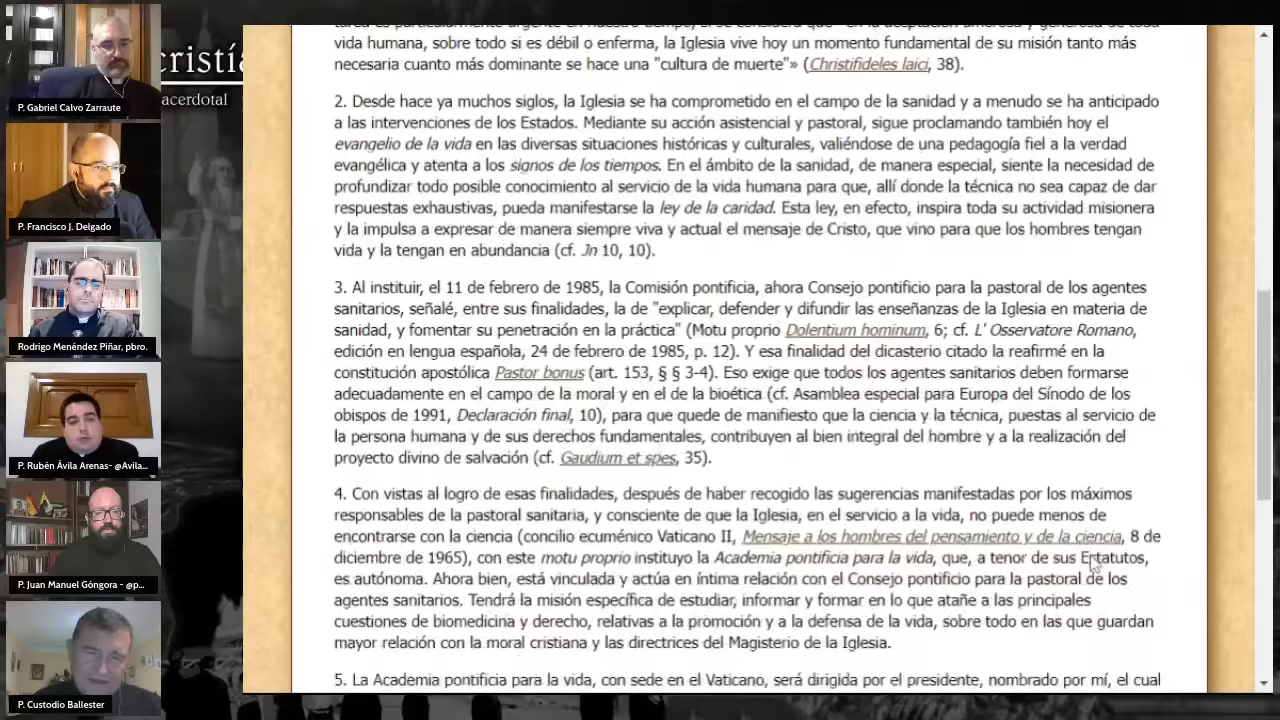 cristía
acerdotal
P. Gabriel Calvo Zarraute
P. Francisco J. Delgado
Rodrigo Menéndez Piñar, pbro.
P. Rubén Ávila Arenas- @Avila...
P. Juan Manuel Góngora - @p...
P. Custodio Ballester
vida humana, sobre todo si es débil o enferma, la Iglesia vive hoy un momento fundamental de su misión tanto más
necesaria cuanto más dominante se hace una "cultura de muerte"» (Christifideles laici, 38).
2. Desde hace ya muchos siglos, la Iglesia se ha comprometido en el campo de la sanidad y a menudo se ha anticipado
a las intervenciones de los Estados. Mediante su acción asistencial y pastoral, sigue proclamando también hoy el
evangelio de la vida en las diversas situaciones históricas y culturales, valiéndose de una pedagogía fiel a la verdad
evangélica y atenta a los signos de los tiempos. En el ámbito de la sanidad, de manera especial, siente la necesidad de
profundizar todo posible conocimiento al servicio de la vida humana para que, allí donde la técnica no sea capaz de dar
respuestas exhaustivas, pueda manifestarse la ley de la caridad. Esta ley, en efecto, inspira toda su actividad misionera
y la impulsa a expresar de manera siempre viva y actual el mensaje de Cristo, que vino para que los hombres tengan
vida y la tengan en abundancia (cf. Jn 10, 10).
3. Al instituir, el 11 de febrero de 1985, la Comisión pontificia, ahora Consejo pontificio para la pastoral de los agentes
sanitarios, señalé, entre sus finalidades, la de "explicar, defender y difundir las enseñanzas de la Iglesia en materia de
sanidad, y fomentar su penetración en la práctica" (Motu proprio Dolentium hominum, 6; cf. L' Osservatore Romano,
edición en lengua española, 24 de febrero de 1985, p. 12). Y esa finalidad del dicasterio citado la reafirmé en la
constitución apostólica Pastor bonus (art. 153, § § 3-4). Eso exige que todos los agentes sanitarios deben formarse
adecuadamente en el campo de la moral y en el de la bioética (cf. Asamblea especial para Europa del Sínodo de los
obispos de 1991, Declaración final, 10), para que quede de manifiesto que la ciencia y la técnica, puestas al servicio de
la persona humana y de sus derechos fundamentales, contribuyen al bien integral del hombre y a la realización del
proyecto divino de salvación (cf. Gaudium et spes, 35).
4. Con vistas al logro de esas finalidades, después de haber recogido las sugerencias manifestadas por los máximos
responsables de la pastoral sanitaria, y consciente de que la Iglesia, en el servicio a la vida, no puede menos de
encontrarse con la ciencia (concilio ecuménico Vaticano II, Mensaje a los hombres del pensamiento y de la ciencia, 8 de
diciembre de 1965), con este motu proprio instituyo la Academia pontificia para la vida, que, a tenor de sus Estatutos,
es autónoma. Ahora bien, está vinculada y actúa en íntima relación con el Consejo pontificio para la pastoral de los
agentes sanitarios. Tendrá la misión específica de estudiar, informar y formar en lo que atañe a las principales
cuestiones de biomedicina y derecho, relativas a la promoción y a la defensa de la vida, sobre todo en las que guardan
mayor relación con la moral cristiana y las directrices del Magisterio de la Iglesia.
5. La Academia pontificia para la vida, con sede en el Vaticano, será dirigida por el presidente, nombrado por mí, el cual